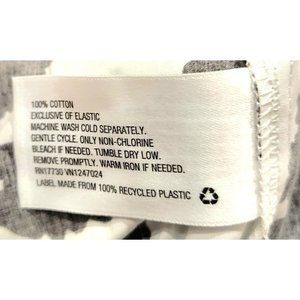 100% COTTON
EXCLUSIVE OF ELASTIC
MACHINE WASH COLD SEPARATELY.
GENTLE CYCLE. ONLY NON-CHLORINE
BLEACH IF NEEDED. TUMBLE DRY LOW.
REMOVE PROMPTLY. WARM IRON IF NEEDED.
RN17730 VN1247024
LABEL MADE FROM 100% RECYCLED PLASTIC